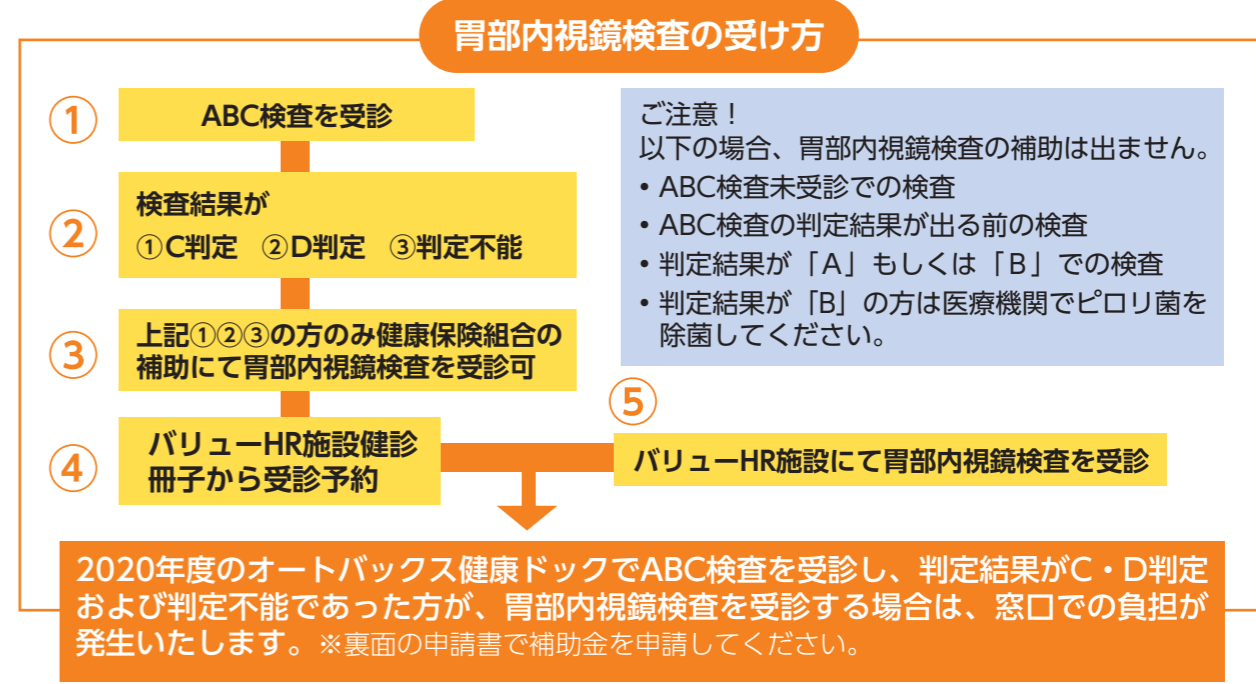 胃部内視鏡検査の受け方
①
ABC検査を受診
②
検査結果が
①C判定 ②D判定 ③判定不能
③
上記①②③の方のみ健康保険組合の
補助にて胃部内視鏡検査を受診可
④
バリューHR施設健診
冊子から受診予約
⑤
バリューHR施設にて胃部内視鏡検査を受診
ご注意！
以下の場合、胃部内視鏡検査の補助は出ません。
• ABC検査未受診での検査
• ABC検査の判定結果が出る前の検査
• 判定結果が「A」もしくは「B」での検査
• 判定結果が「B」の方は医療機関でピロリ菌を
除菌してください。
2020年度のオートバックス健康ドックでABC検査を受診し、判定結果がC・D判定
および判定不能であった方が、胃部内視鏡検査を受診する場合は、窓口での負担が
発生いたします。※裏面の申請書で補助金を申請してください。